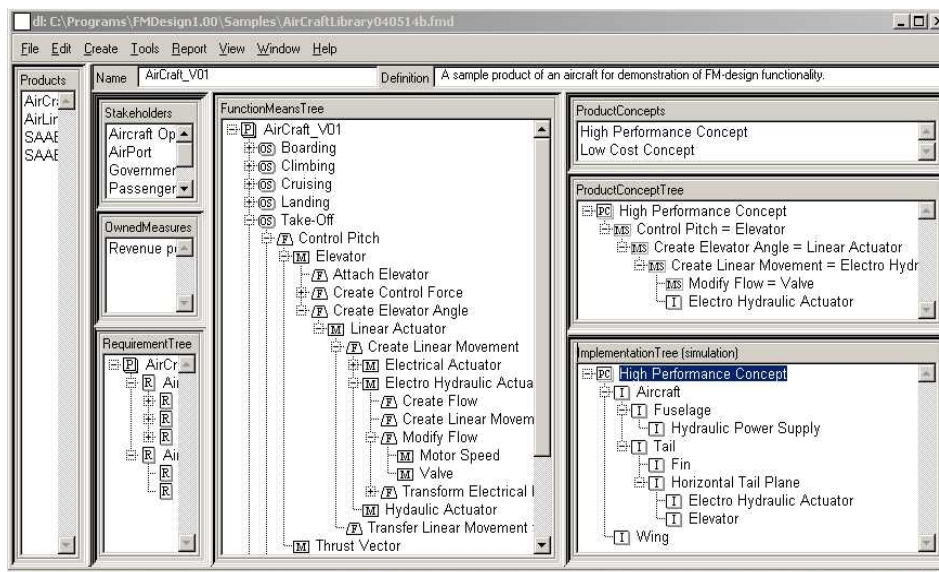 dl: C:\Programs\FMDesign1.00\Samples\AirCraftLibrary040514b.fmd
File Edit Create Tools Report View Window Help
Products
AirCr
AirLir
SAAE
SAAE
Name AirCraft_V01 Definition A sample product of an aircraft for demonstration of FM-design functionality.
Stakeholders
Aircraft Op
AirPort
Governmer
Passenger
OwnedMeasures
Revenue p
RequirementTree
P AirCr
R Air
R
R
R
R Air
R
R
FunctionMeansTree
P AirCraft_V01
OS Boarding
OS Climbing
OS Cruising
OS Landing
OS Take-Off
F Control Pitch
M Elevator
F Attach Elevator
F Create Control Force
F Create Elevator Angle
M Linear Actuator
F Create Linear Movement
M Electrical Actuator
M Electro Hydraulic Actua
F Create Flow
F Create Linear Movem
F Modify Flow
M Motor Speed
M Valve
F Transform Electrical
M Hydaulic Actuator
F Transfer Linear Movement
M Thrust Vector
ProductConcepts
High Performance Concept
Low Cost Concept
ProductConceptTree
PC High Performance Concept
MS Control Pitch = Elevator
MS Create Elevator Angle = Linear Actuator
MS Create Linear Movement = Electro Hydr
MS Modify Flow = Valve
I Electro Hydraulic Actuator
ImplementationTree (simulation)
PC High Performance Concept
I Aircraft
I Fuselage
I Hydraulic Power Supply
I Tail
I Fin
I Horizontal Tail Plane
I Electro Hydraulic Actuator
I Elevator
I Wing